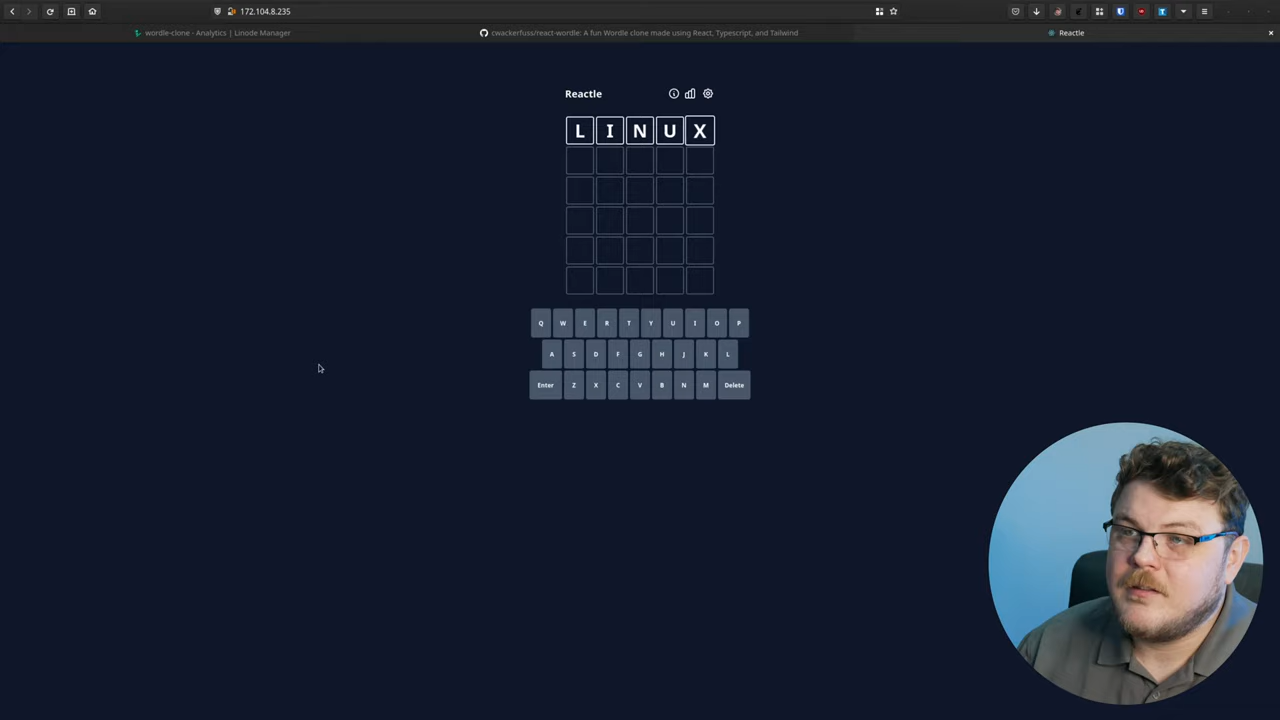 172.104.8.235
wordle-clone - Analytics | Linode Manager
cwackerfuss/react-wordle: A fun Wordle clone made using React, Typescript, and Tailwind
Reactle
Reactle
L I N U X
Q W E R T Y U I O P
A S D F G H J K L
Enter Z X C V B N M Delete